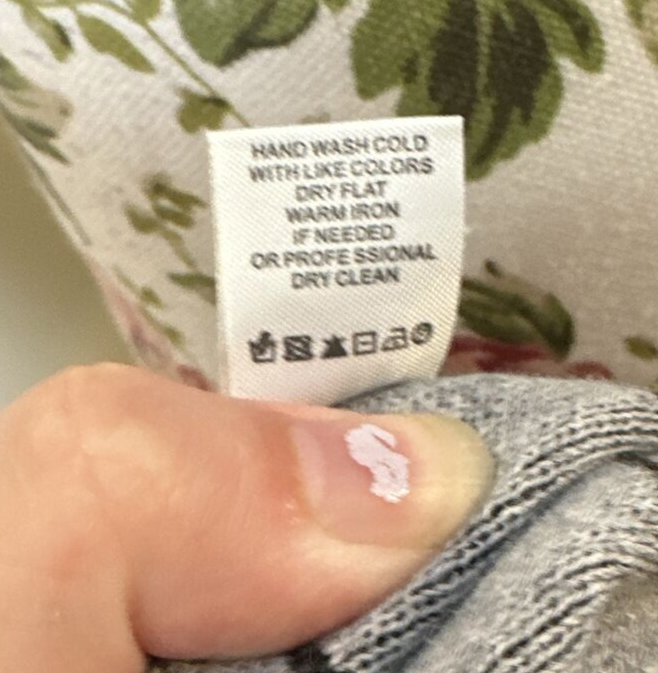 HAND WASH COLD
WITH LIKE COLORS
DRY FLAT
WARM IRON
IF NEEDED
OR PROFESSIONAL
DRY CLEAN